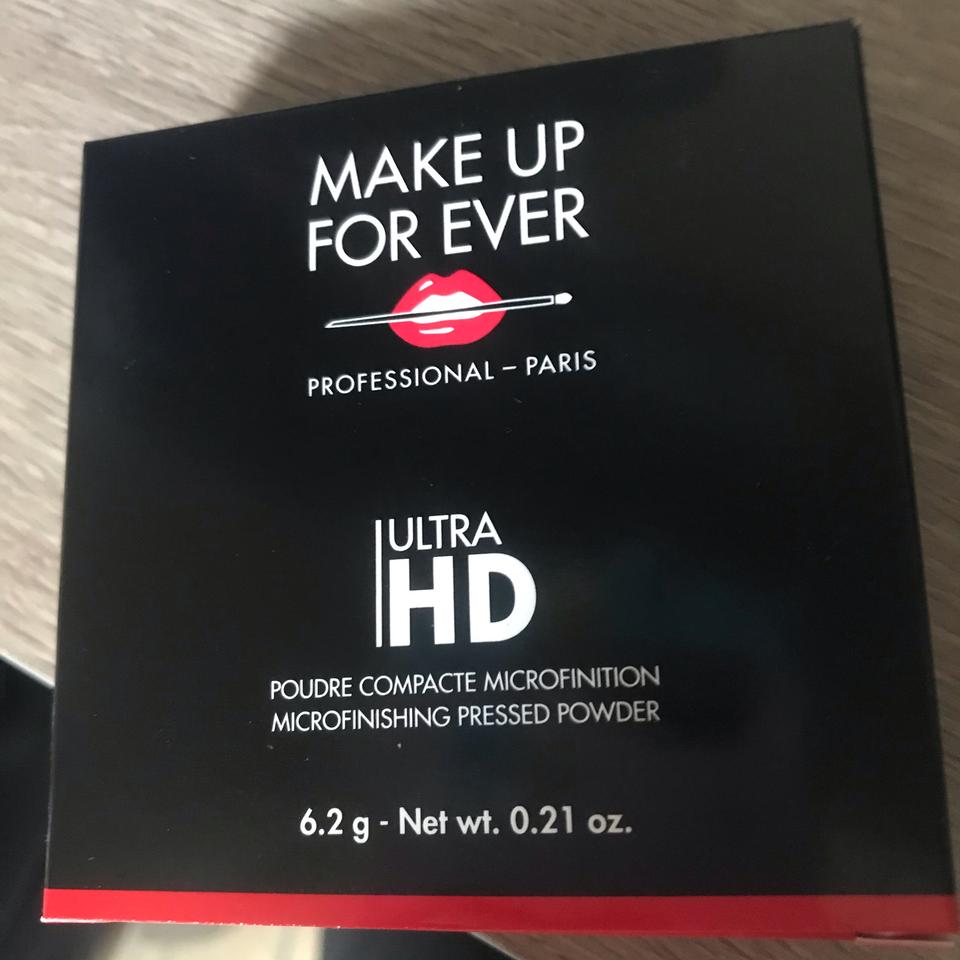 MAKE UP
FOR EVER
PROFESSIONAL – PARIS
ULTRA
HD
POUDRE COMPACTE MICROFINITION
MICROFINISHING PRESSED POWDER
6.2 g - Net wt. 0.21 oz.